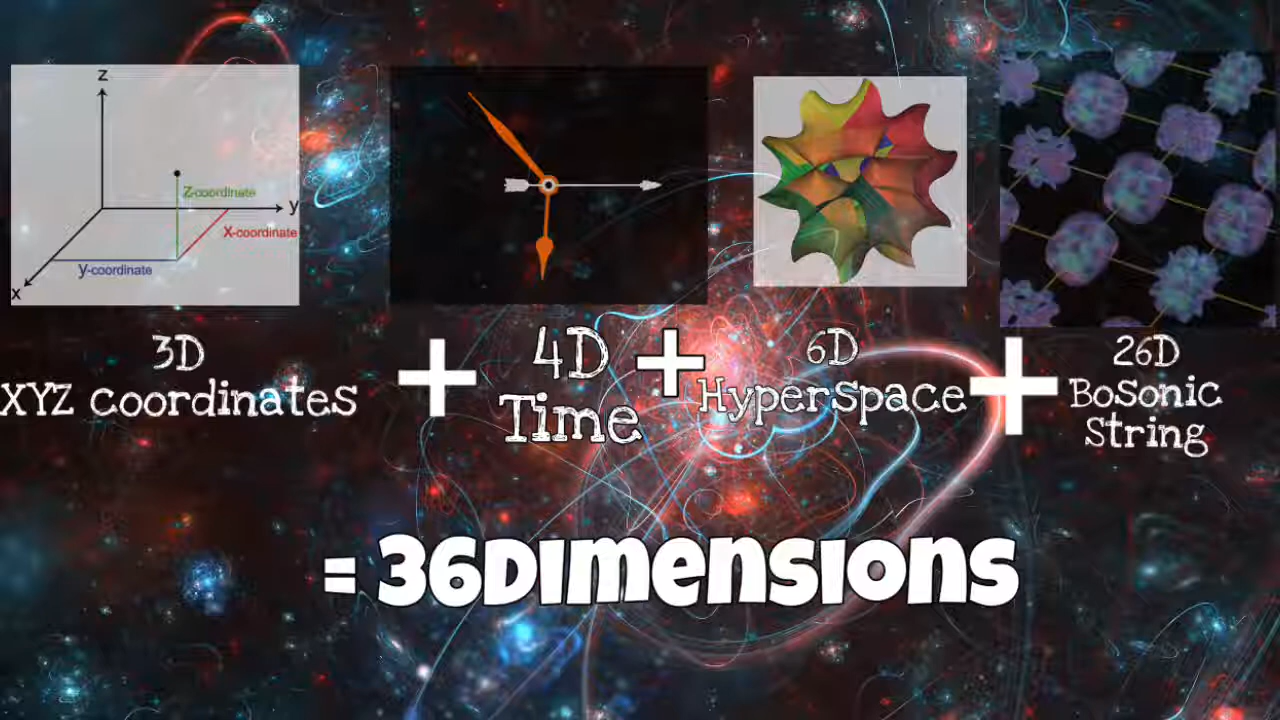 z
Z-coordinate
y
X-coordinate
y-coordinate
x
3D
XYZ coordinates
+
4D
Time
+
6D
Hyperspace
+
26D
Bosonic
String
= 36Dimensions